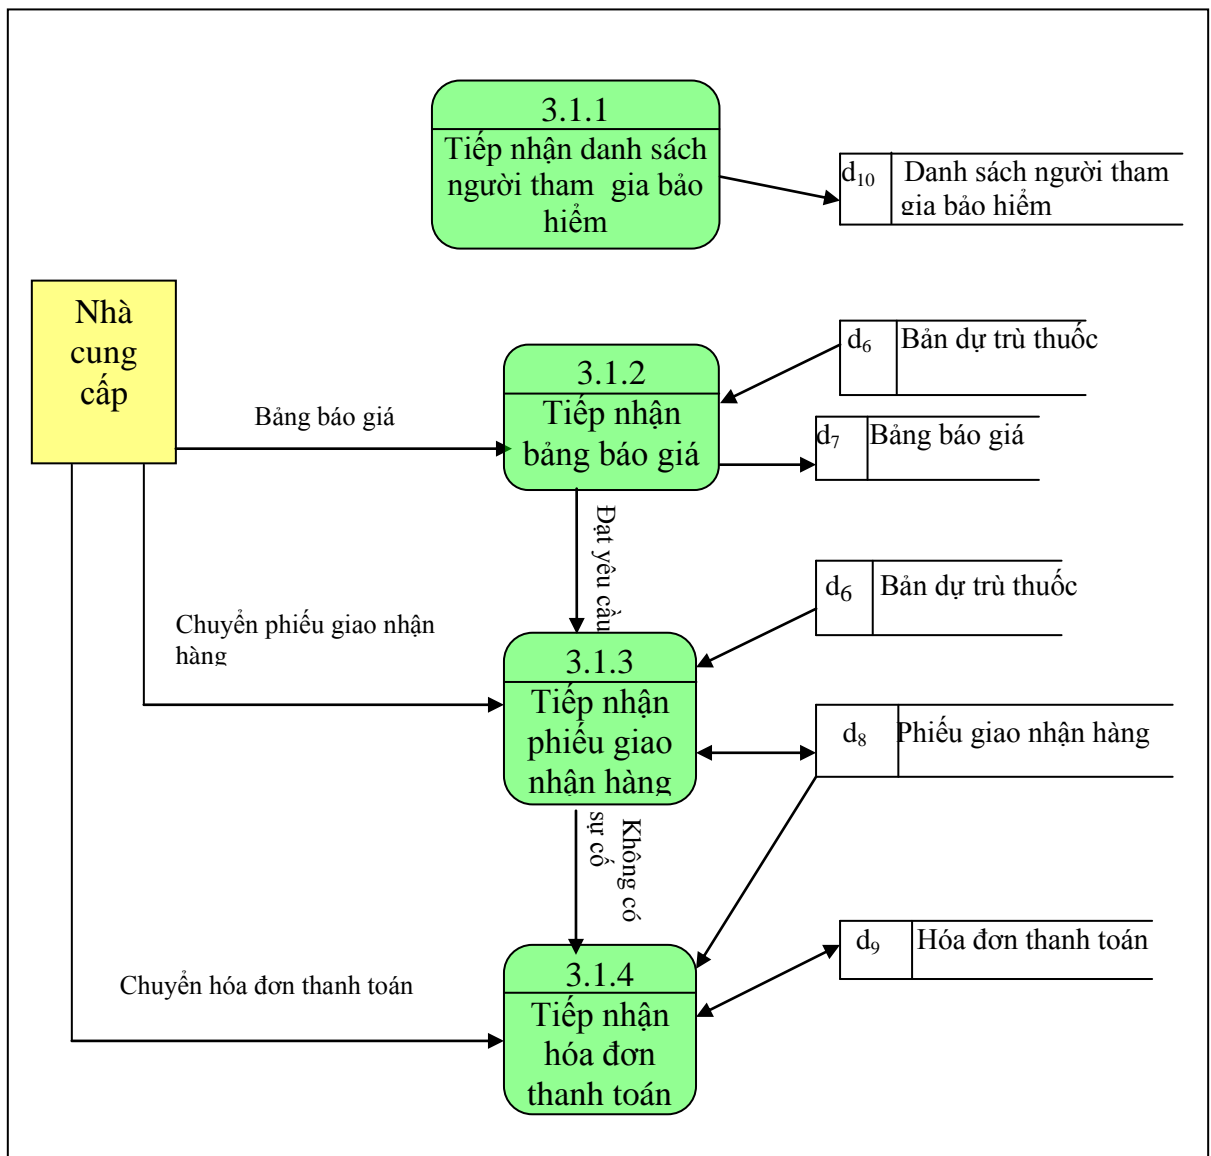 3.1.1
Tiếp nhận danh sách
người tham gia bảo
hiểm
d10 Danh sách người tham
gia bảo hiểm
Nhà
cung
cấp
Bảng báo giá
3.1.2
Tiếp nhận
bảng báo giá
d6 Bản dự trù thuốc
d7 Bảng báo giá
Đạt yêu cầu
d6 Bản dự trù thuốc
Chuyển phiếu giao nhận
hàng
3.1.3
Tiếp nhận
phiếu giao
nhận hàng
d8 Phiếu giao nhận hàng
Không có
sự cố
d9 Hóa đơn thanh toán
Chuyển hóa đơn thanh toán
3.1.4
Tiếp nhận
hóa đơn
thanh toán